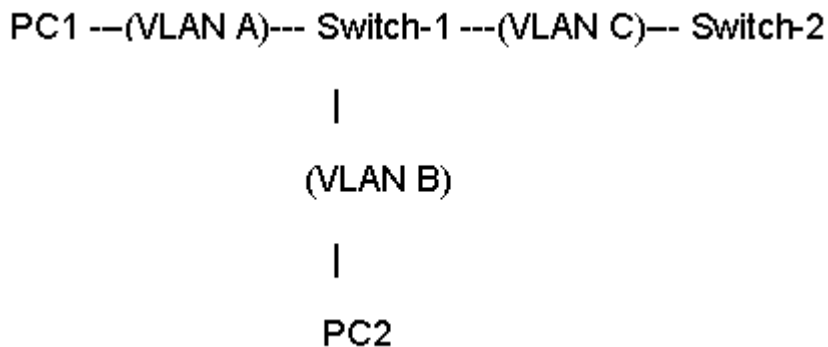 PC1 ---(VLAN A)--- Switch-1 ---(VLAN C)--- Switch-2
|
(VLAN B)
|
PC2